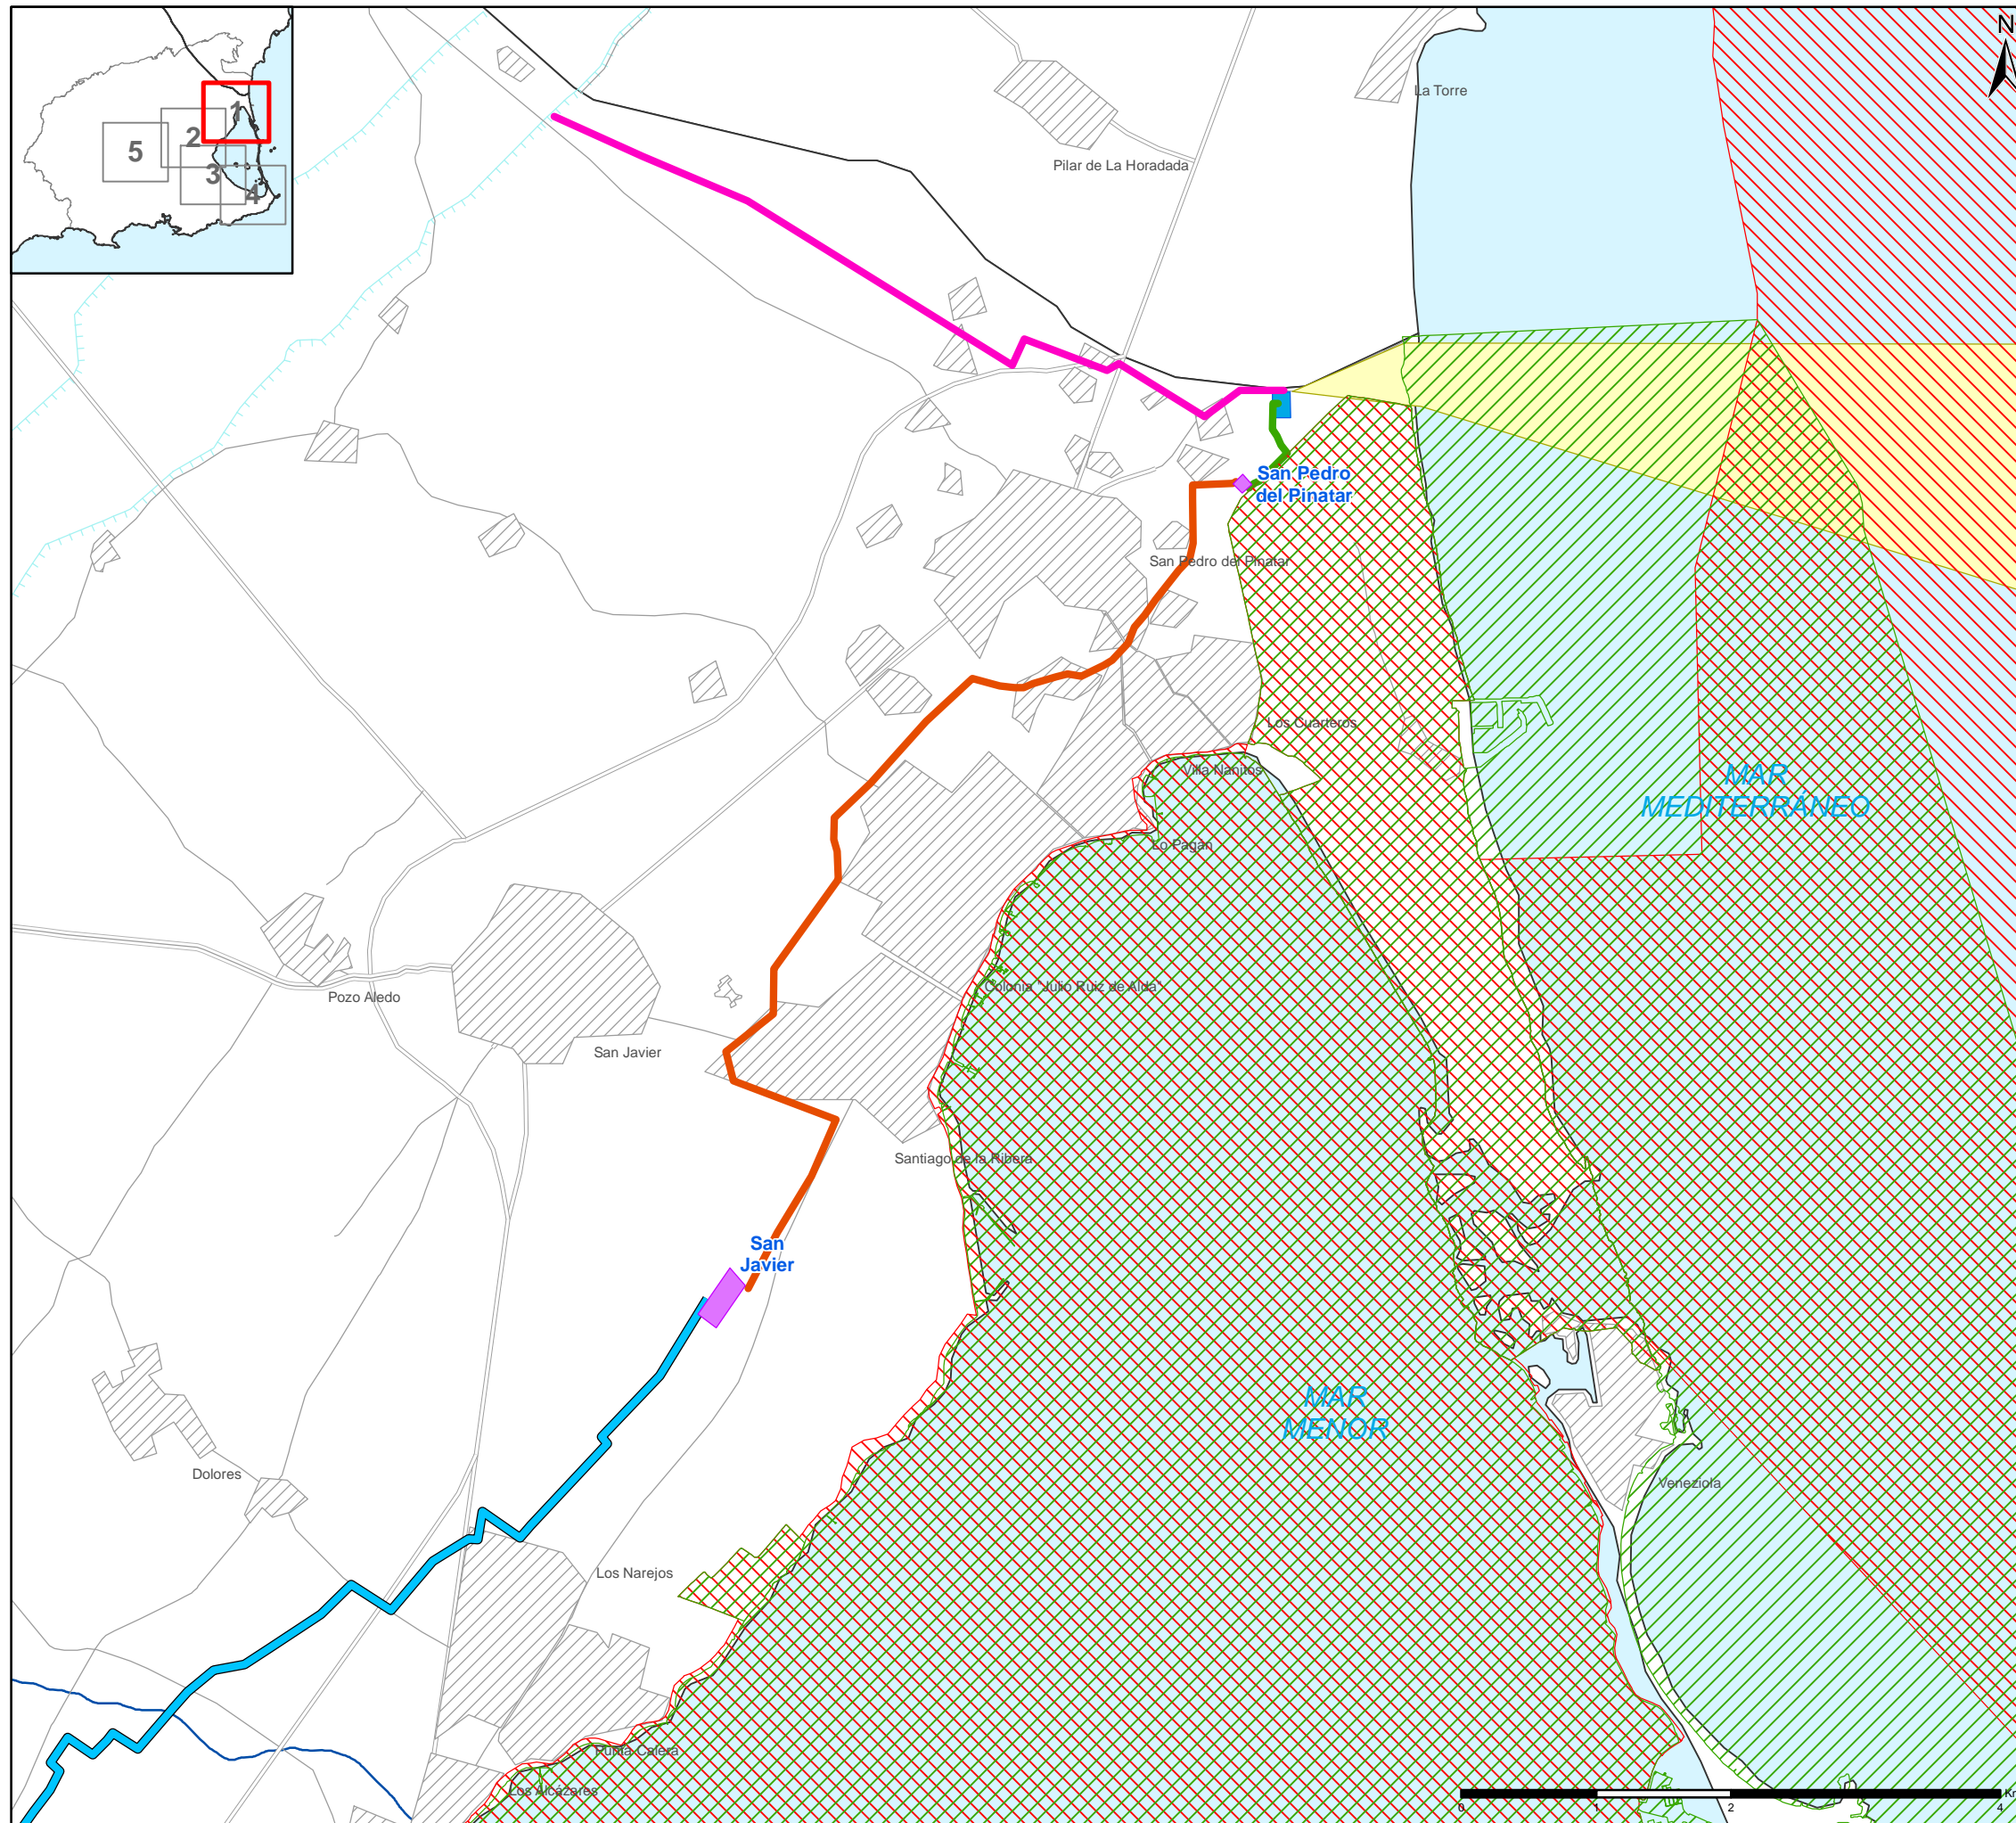 N
1
2
5
3
4
La Torre
Pilar de La Horadada
San Pedro
del Pinatar
San Pedro del Pinatar
Los Cuarteros
Villa Nanitos
MAR
MEDITERRÁNEO
Lo Pagan
Colonia "Julio Ruiz de Alda"
Pozo Aledo
San Javier
Santiago de la Ribera
San
Javier
MAR
MENOR
Dolores
Veneziola
Los Narejos
Punta Calera
Los Alcázares
0
1
2
4